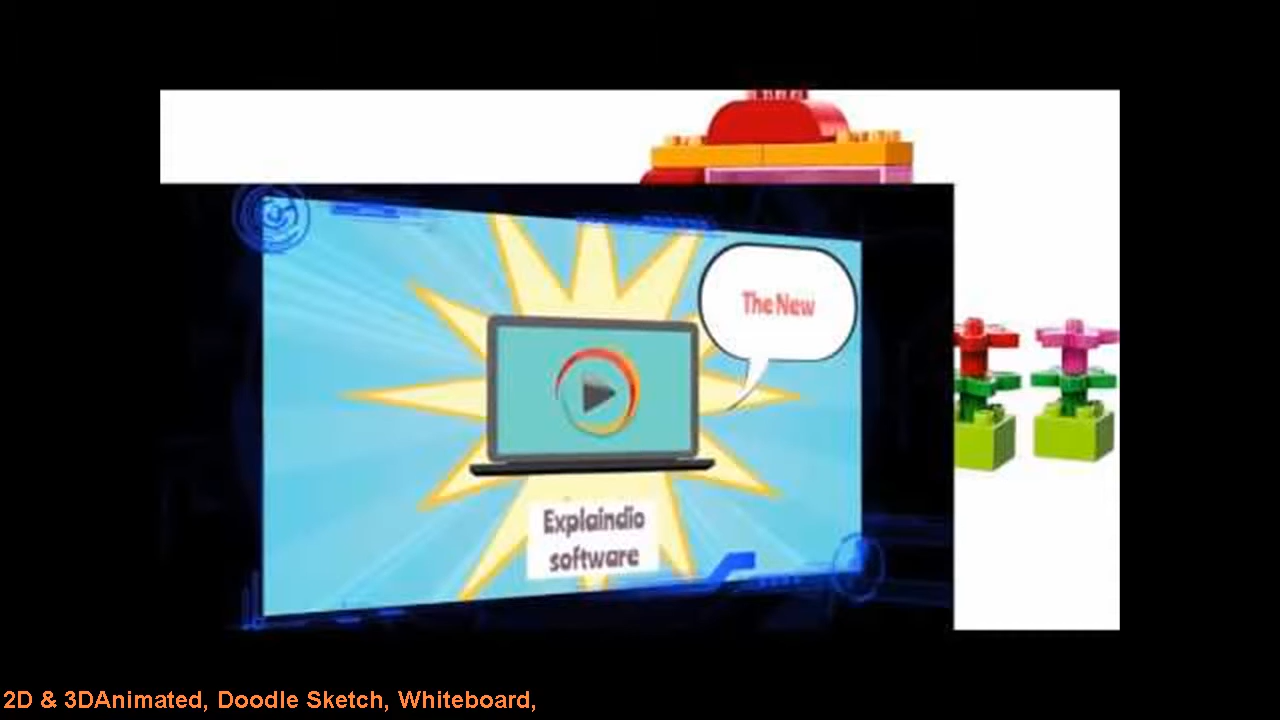 The New
Explaindio
software
2D & 3DAnimated, Doodle Sketch, Whiteboard,